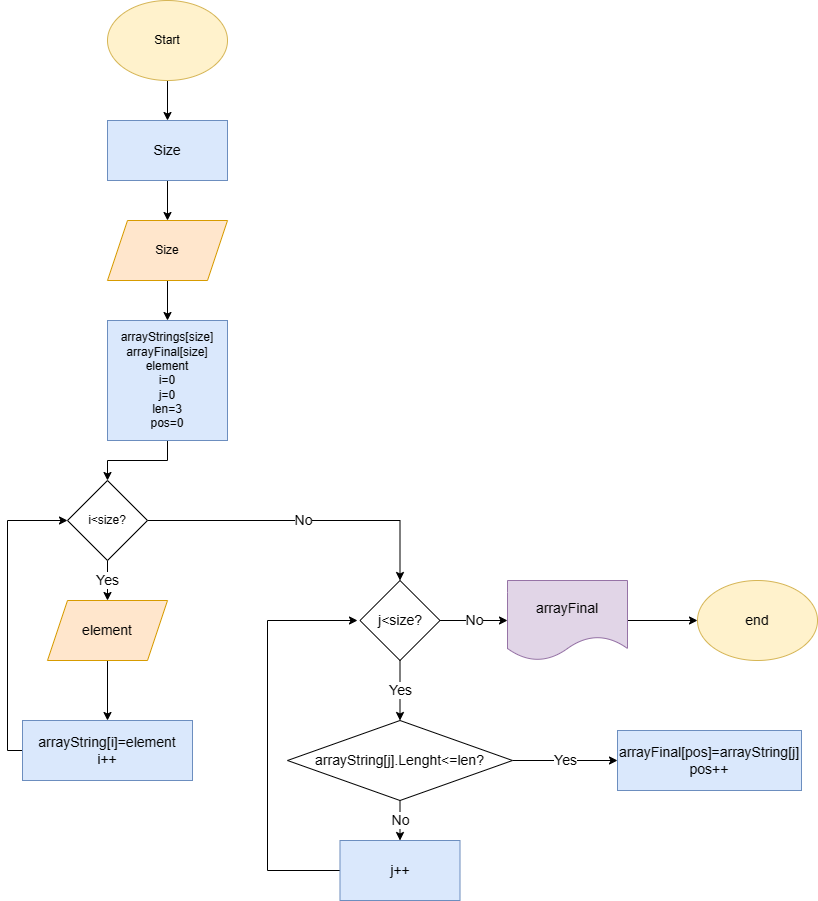 Start
Size
Size
arrayStrings[size]
arrayFinal[size]
element
i=0
j=0
len=3
pos=0
i<size?
No
Yes
element
arrayString[i]=element
i++
j<size?
No
arrayFinal
end
Yes
arrayString[j].Lenght<=len?
Yes
arrayFinal[pos]=arrayString[j]
pos++
No
j++